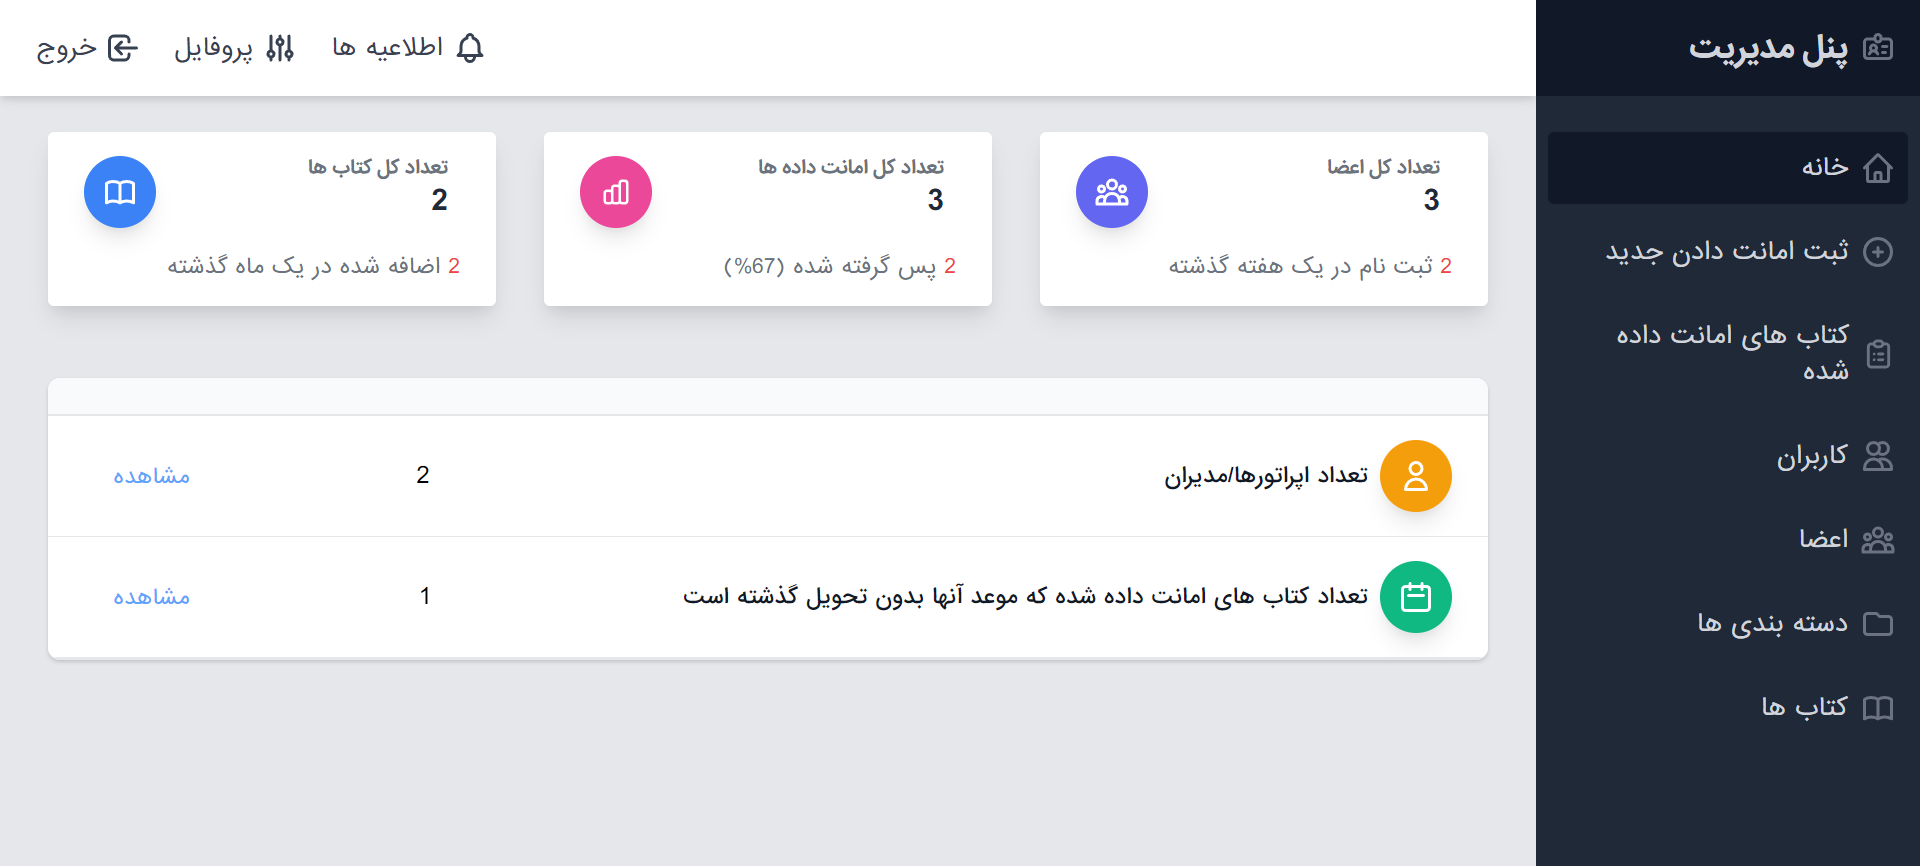 پنل مدیریت
خانه
ثبت امانت دادن جدید
کتاب های امانت داده
شده
کاربران
اعضا
دسته بندی ها
کتاب ها
اطلاعیه ها
پروفایل
خروج
تعداد کل اعضا
3
2 ثبت نام در یک هفته گذشته
تعداد کل امانت داده ها
3
2 پس گرفته شده (67%)
تعداد کل کتاب ها
2
2 اضافه شده در یک ماه گذشته
تعداد اپراتورها/مدیران 2 مشاهده
تعداد کتاب های امانت داده شده که موعد آنها بدون تحویل گذشته است 1 مشاهده